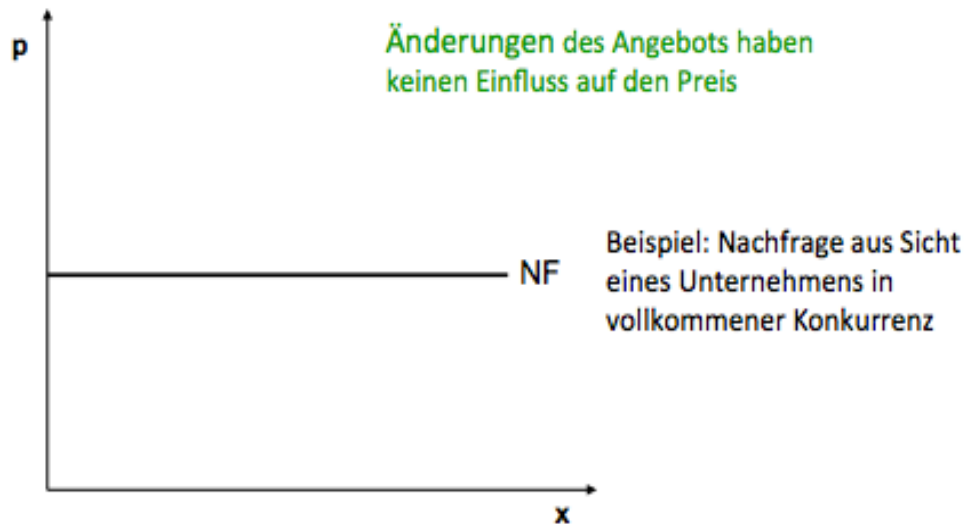 p
Änderungen des Angebots haben
keinen Einfluss auf den Preis
Beispiel: Nachfrage aus Sicht
NF
eines Unternehmens in
vollkommener Konkurrenz
x